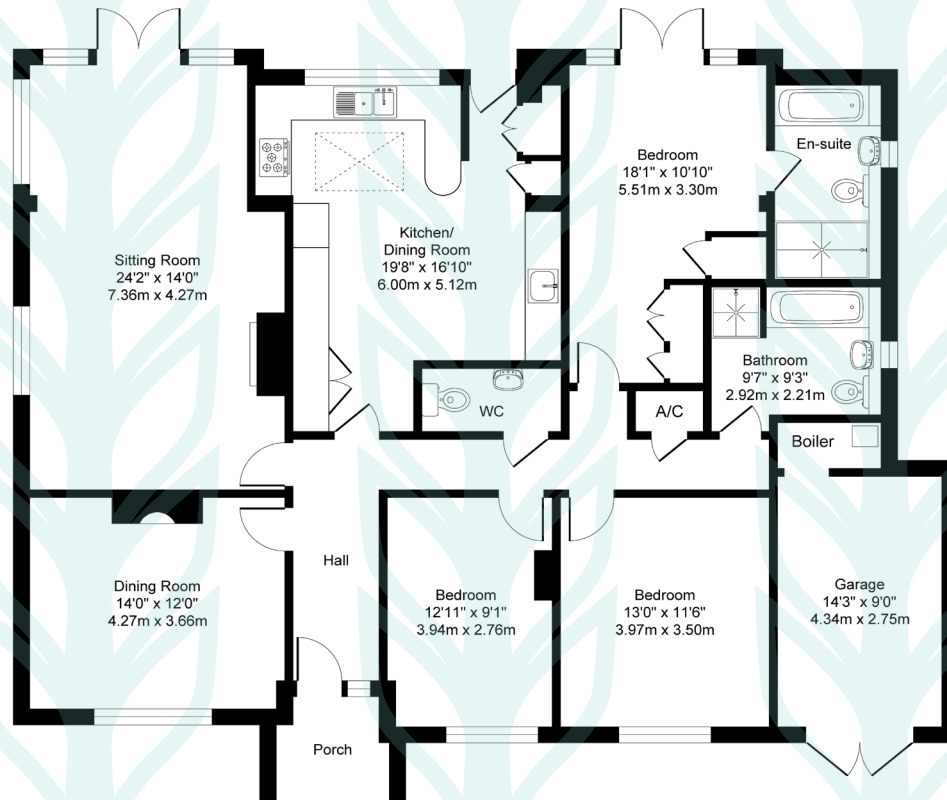 En-suite
Bedroom
18'1" x 10'10"
5.51m x 3.30m
Kitchen/
Dining Room
19'8" x 16'10"
6.00m x 5.12m
Sitting Room
24'2" x 14'0"
7.36m x 4.27m
Bathroom
9'7" x 9'3"
2.92m x 2.21m
WC
A/C
Boiler
Hall
Dining Room
14'0" x 12'0"
4.27m x 3.66m
Bedroom
12'11" x 9'1"
3.94m x 2.76m
Bedroom
13'0" x 11'6"
3.97m x 3.50m
Garage
14'3" x 9'0"
4.34m x 2.75m
Porch